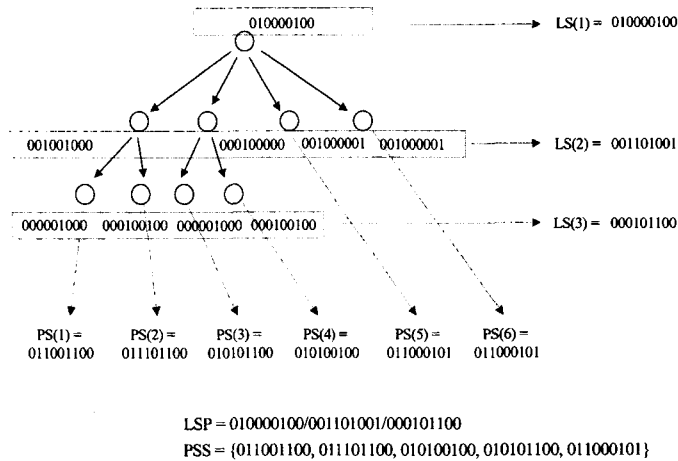 010000100 LS(1) = 010000100
001001000 000100000 001000001 001000001 LS(2) = 001101001
000001000 000100100 000001000 000100100 LS(3) = 000101100
PS(1) = PS(2) = PS(3) = PS(4) = PS(5) = PS(6) =
011001100 011101100 010101100 010100100 011000101 011000101
LSP = 010000100/001101001/000101100
PSS = {011001100, 011101100, 010100100, 010101100, 011000101}